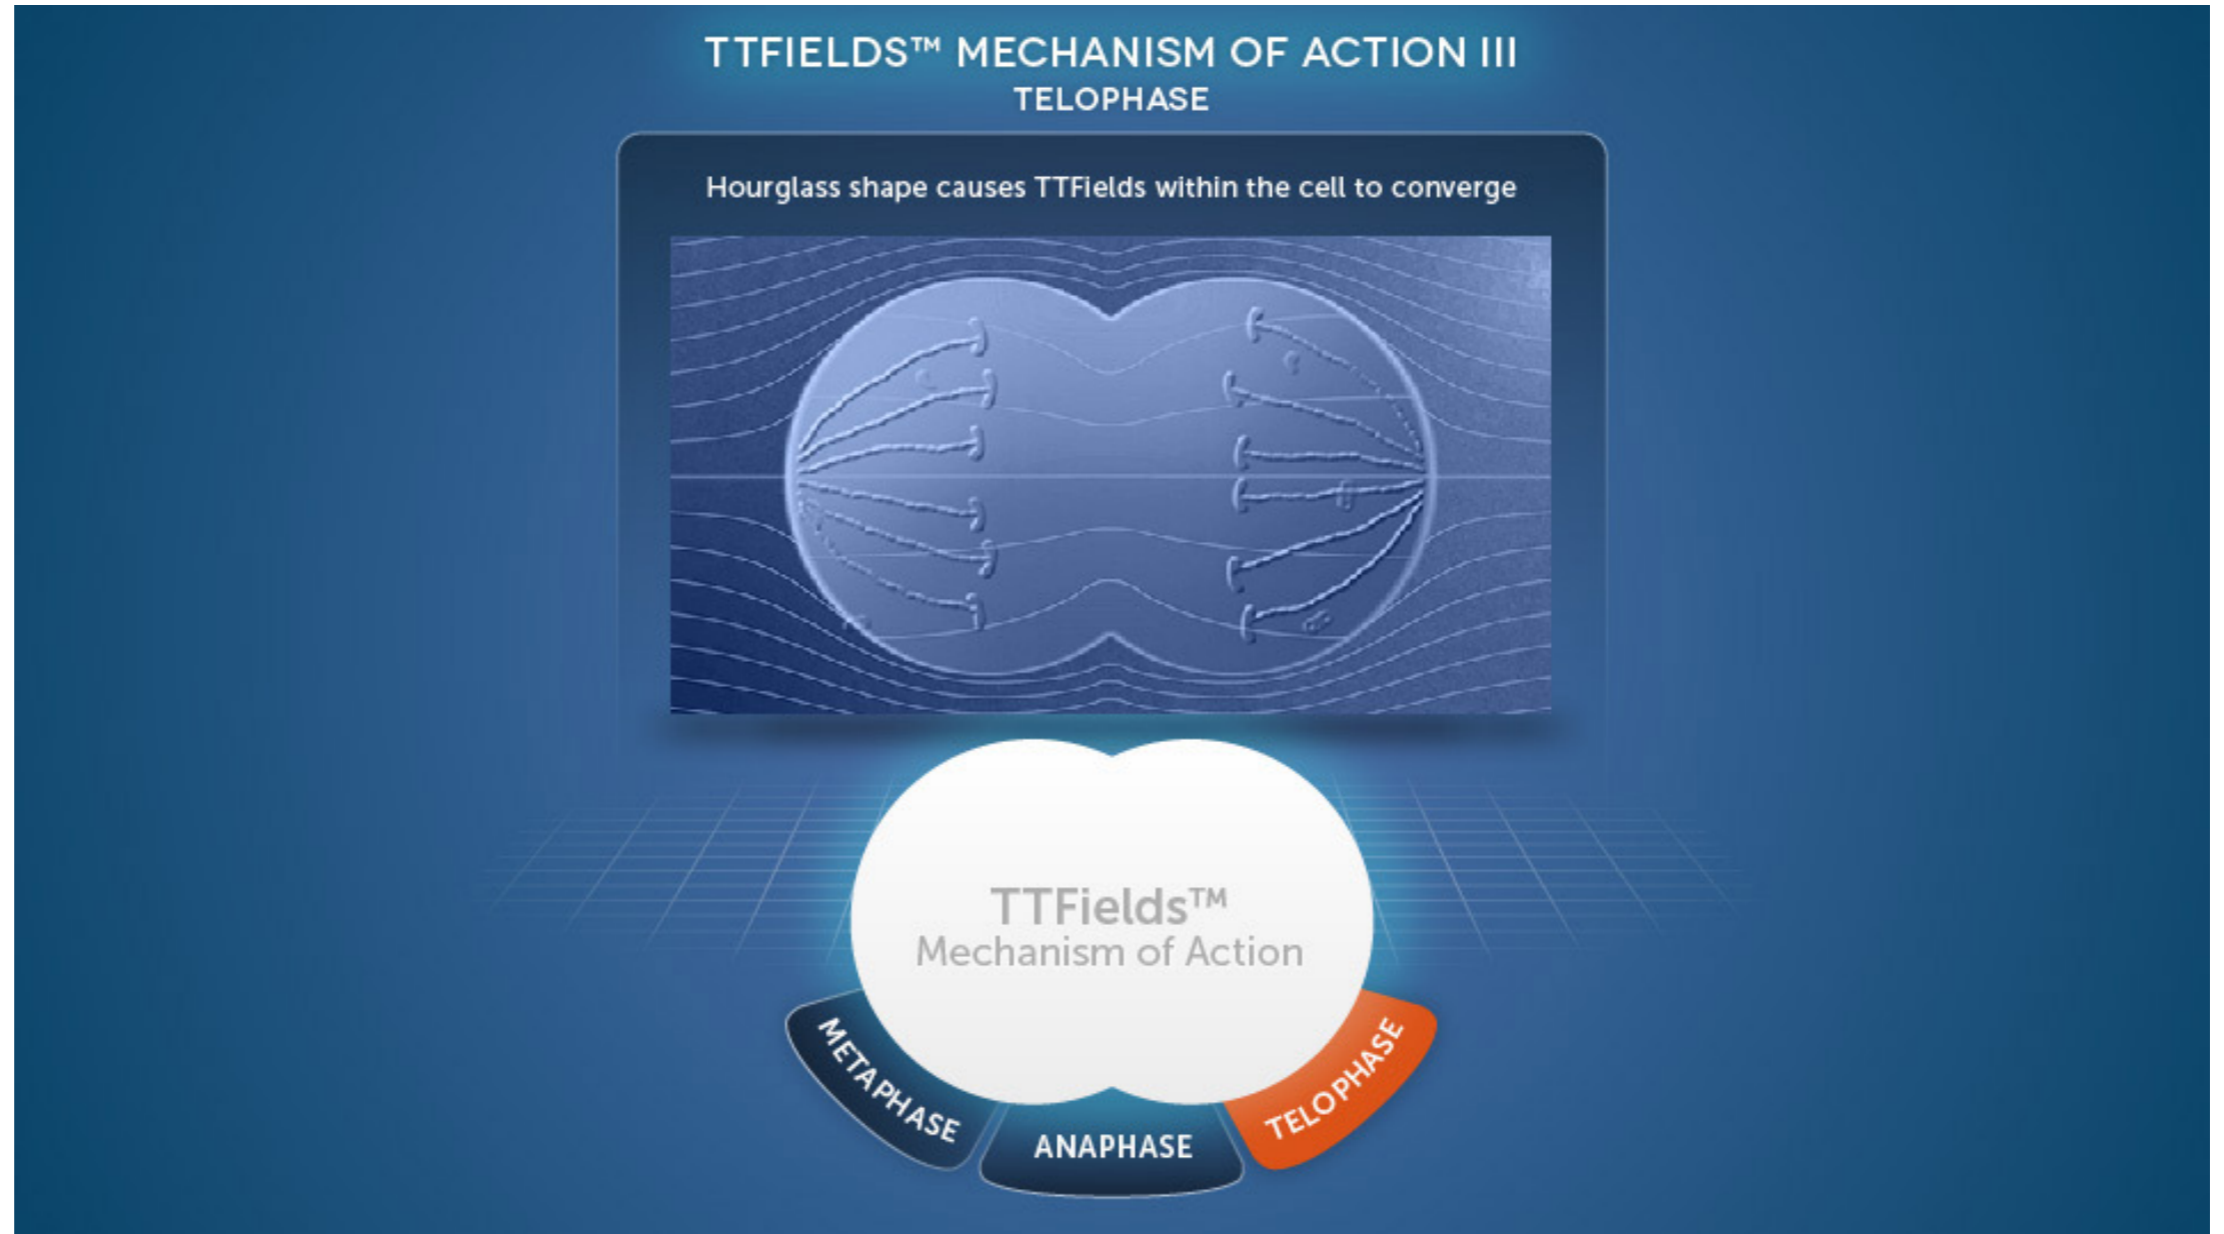 TTFIELDS™ MECHANISM OF ACTION III
TELOPHASE
Hourglass shape causes TTFields within the cell to converge
TTFields™
Mechanism of Action
METAPHASE
ANAPHASE
TELOPHASE